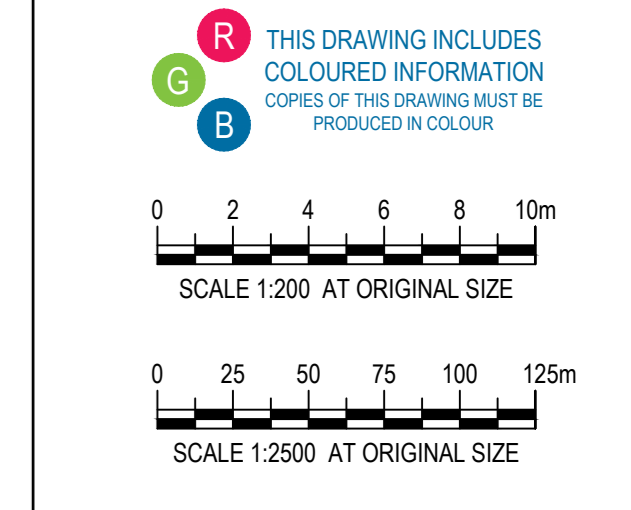 R
G
B
THIS DRAWING INCLUDES
COLOURED INFORMATION
COPIES OF THIS DRAWING MUST BE
PRODUCED IN COLOUR
0 2 4 6 8 10m
SCALE 1:200 AT ORIGINAL SIZE
0 25 50 75 100 125m
SCALE 1:2500 AT ORIGINAL SIZE